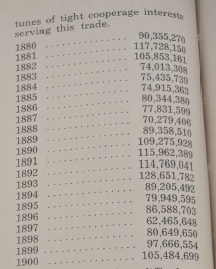 tunes of tight cooperage interests
serving this trade.
1880 .............. 90,355,270
1881 .............. 117,728,150
1882 .............. 105,853,161
1883 .............. 74,013,308
1884 .............. 75,435,739
1885 .............. 74,915,363
1886 .............. 80,344,380
1887 .............. 77,831,599
1888 .............. 70,279,406
1889 .............. 89,358,510
1890 .............. 109,275,928
1891 .............. 115,962,389
1892 .............. 114,769,041
1893 .............. 128,651,782
1894 .............. 89,205,492
1895 .............. 79,949,595
1896 .............. 86,588,703
1897 .............. 62,465,648
1898 .............. 80,649,650
1899 .............. 97,666,554
1900 .............. 105,484,699